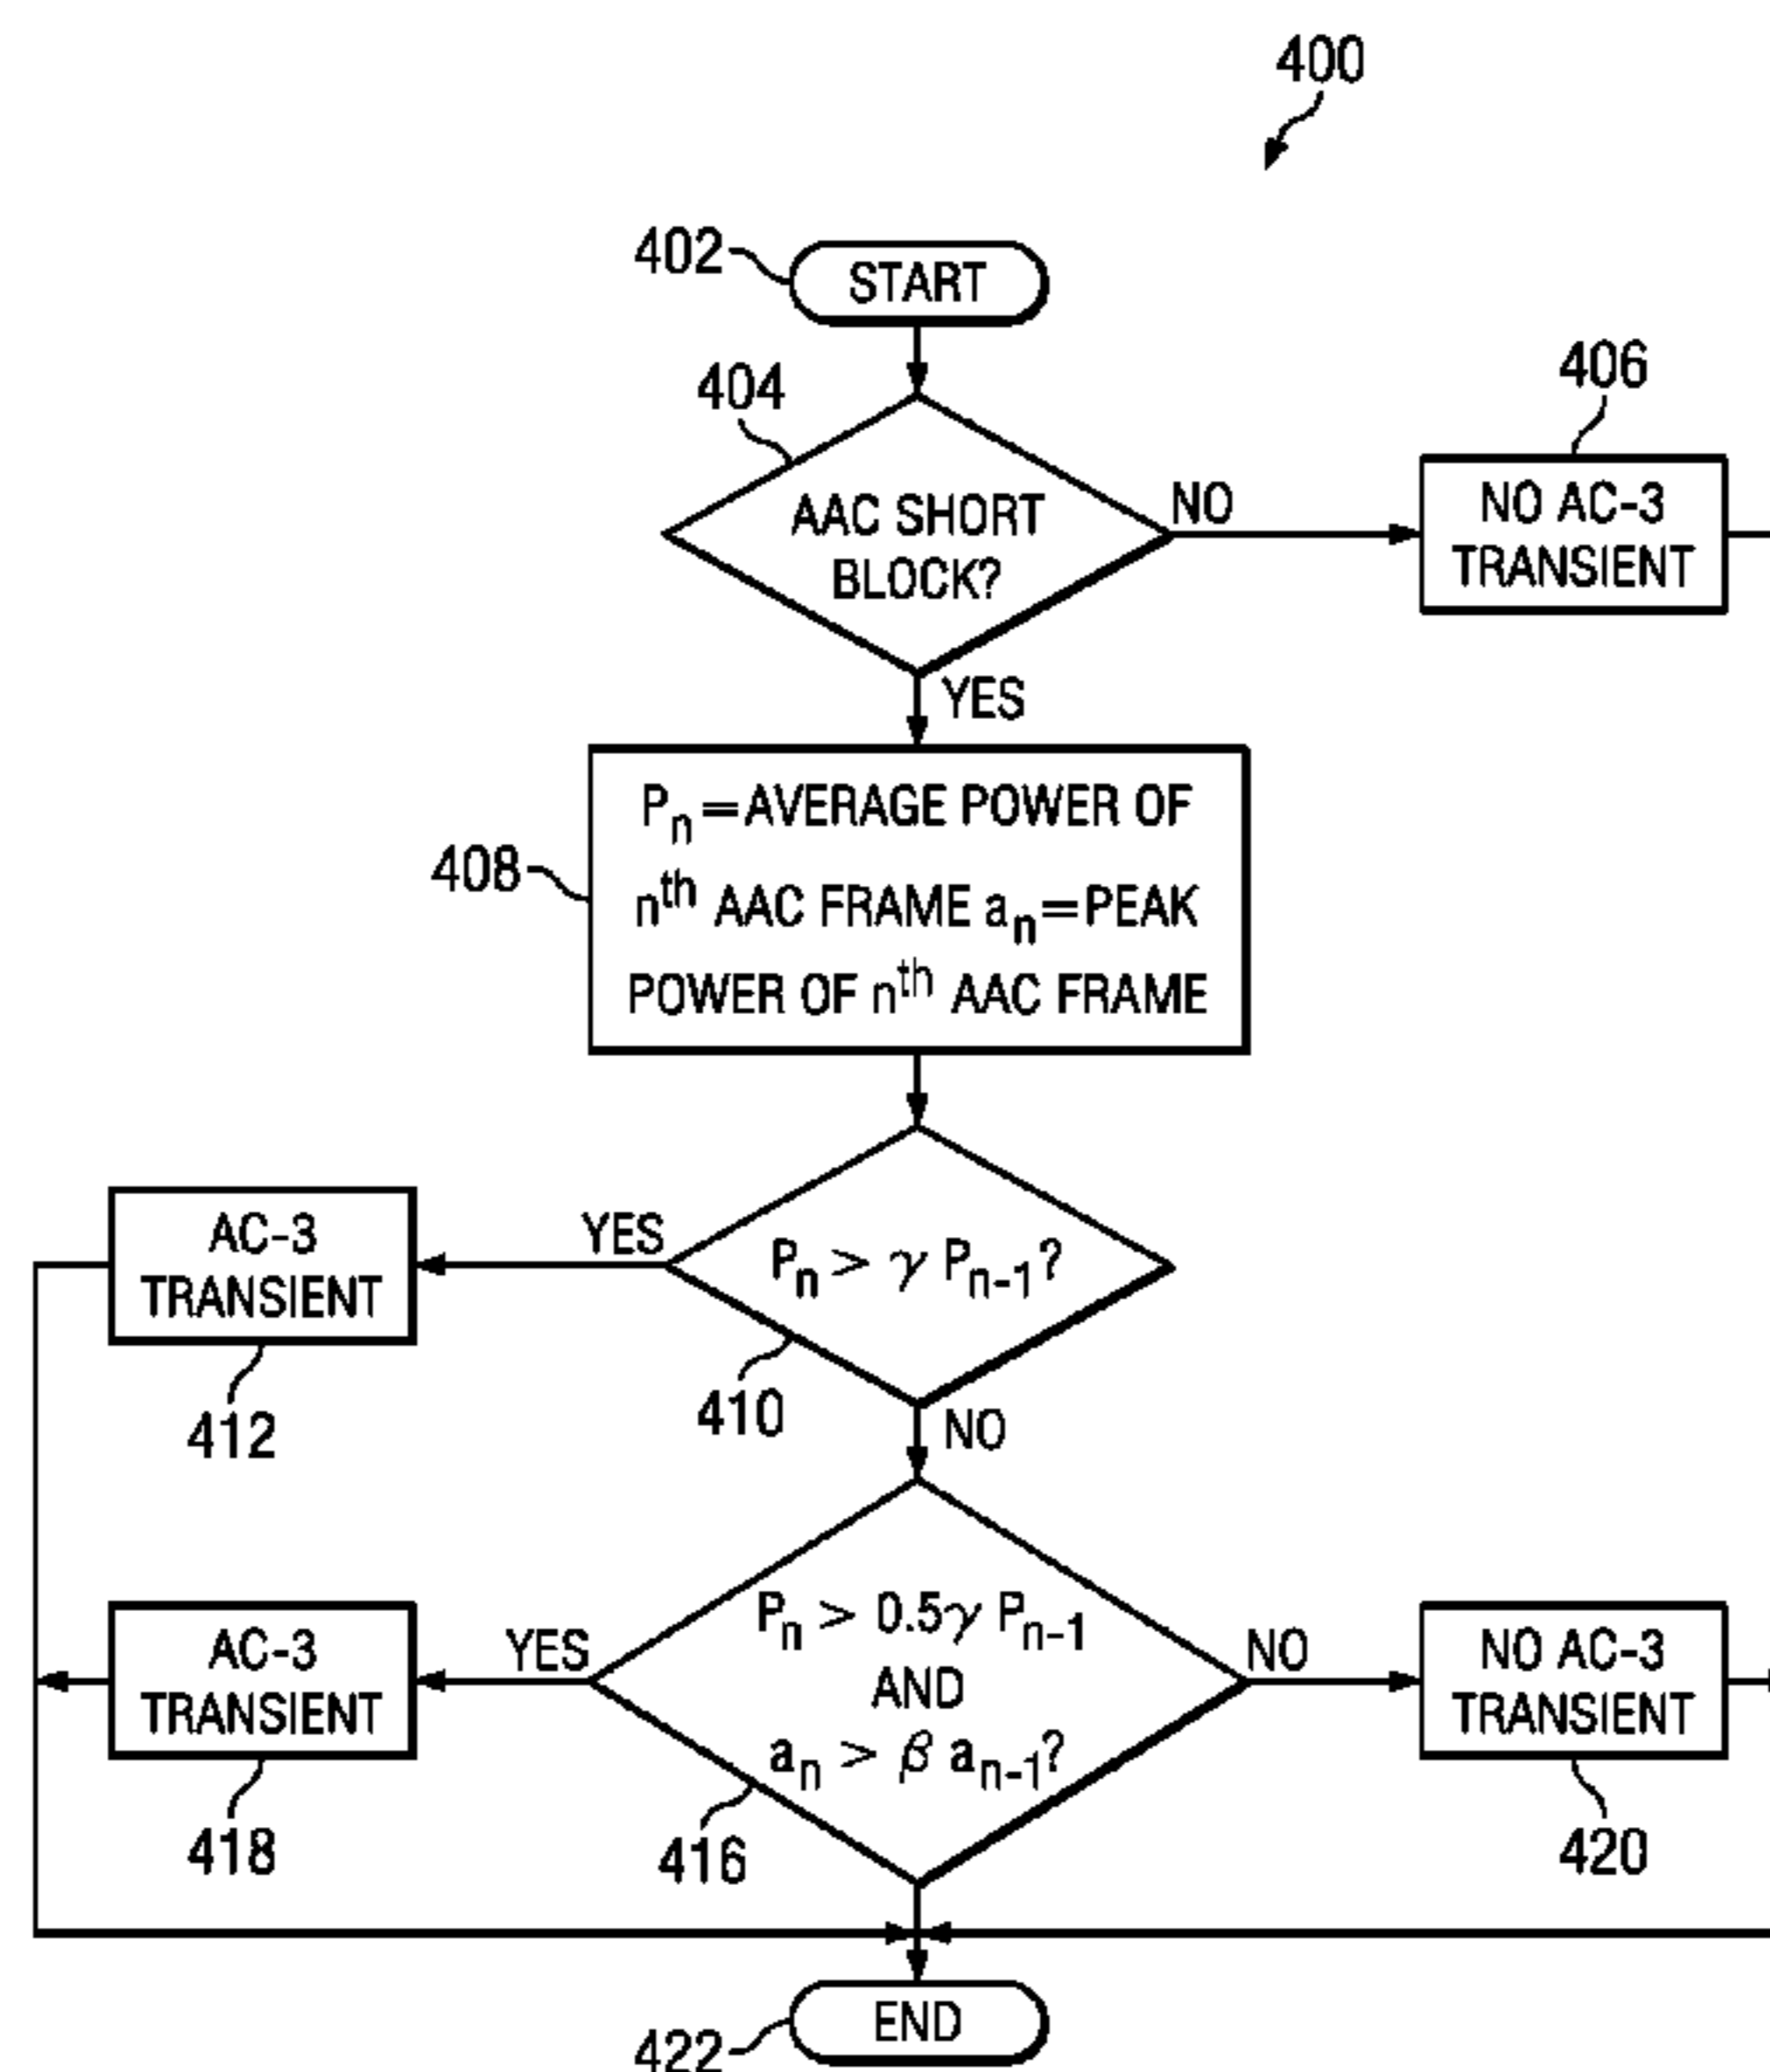 400
402
START
404
AAC SHORT
BLOCK?
NO
406
NO AC-3
TRANSIENT
YES
408
Pₙ=AVERAGE POWER OF
nᵗʰ AAC FRAME aₙ=PEAK
POWER OF nᵗʰ AAC FRAME
AC-3
TRANSIENT
412
YES
Pₙ > γ Pₙ₋₁?
410
NO
AC-3
TRANSIENT
418
YES
Pₙ > 0.5γ Pₙ₋₁
AND
aₙ > β aₙ₋₁?
416
NO
NO AC-3
TRANSIENT
420
END
422